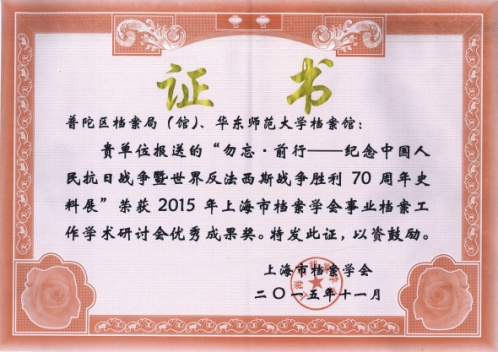 证 书
普陀区档案局(馆)、华东师范大学档案馆:
贵单位报送的“勿忘·前行——纪念中国人
民抗日战争暨世界反法西斯战争胜利70周年史
料展”荣获2015年上海市档案学会事业档案工
作学术研讨会优秀成果奖。特发此证,以资鼓励。
上海市档案学会
二〇一五年十一月